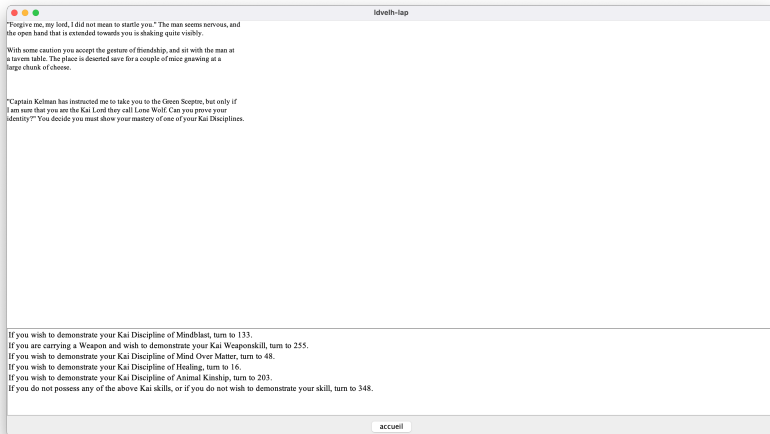 ldvelh-lap
"Forgive me, my lord, I did not mean to startle you." The man seems nervous, and
the open hand that is extended towards you is shaking quite visibly.
With some caution you accept the gesture of friendship, and sit with the man at
a tavern table. The place is deserted save for a couple of mice gnawing at a
large chunk of cheese.
"Captain Kelman has instructed me to take you to the Green Sceptre, but only if
I am sure that you are the Kai Lord they call Lone Wolf. Can you prove your
identity?" You decide you must show your mastery of one of your Kai Disciplines.
If you wish to demonstrate your Kai Discipline of Mindblast, turn to 133.
If you are carrying a Weapon and wish to demonstrate your Kai Weaponskill, turn to 255.
If you wish to demonstrate your Kai Discipline of Mind Over Matter, turn to 48.
If you wish to demonstrate your Kai Discipline of Healing, turn to 16.
If you wish to demonstrate your Kai Discipline of Animal Kinship, turn to 203.
If you do not possess any of the above Kai skills, or if you do not wish to demonstrate your skill, turn to 348.
accueil